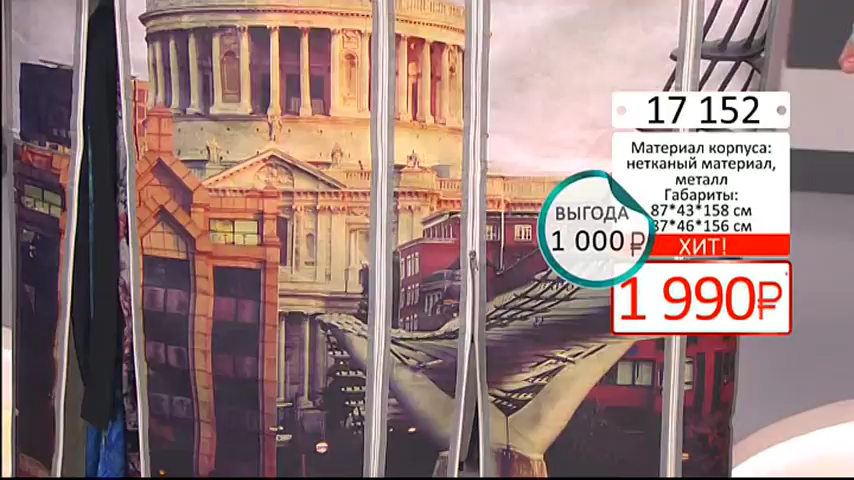 17 152
Материал корпуса:
нетканый материал,
металл
Габариты:
87*43*158 см
87*46*156 см
ХИТ!
ВЫГОДА
1 000 ₽
1 990₽